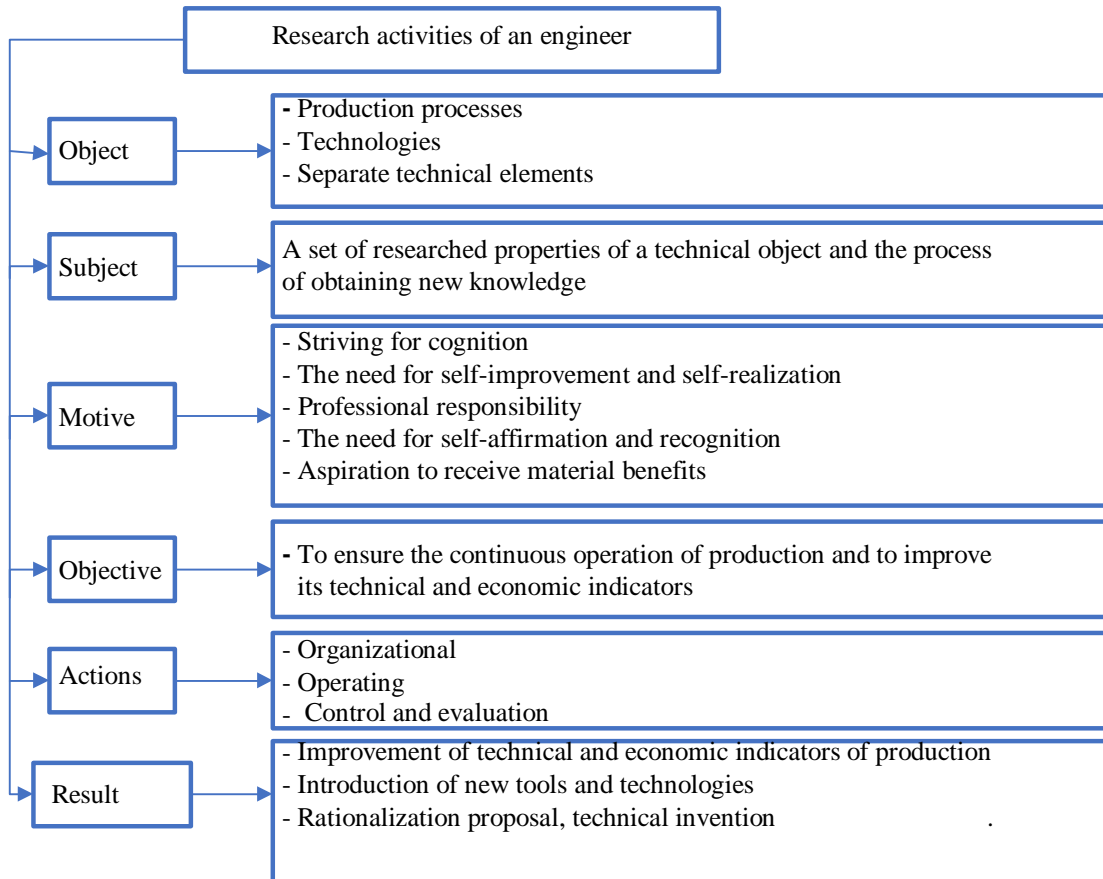 Research activities of an engineer
Object
- Production processes
- Technologies
- Separate technical elements
Subject
A set of researched properties of a technical object and the process
of obtaining new knowledge
Motive
- Striving for cognition
- The need for self-improvement and self-realization
- Professional responsibility
- The need for self-affirmation and recognition
- Aspiration to receive material benefits
Objective
- To ensure the continuous operation of production and to improve
its technical and economic indicators
Actions
- Organizational
- Operating
- Control and evaluation
Result
- Improvement of technical and economic indicators of production
- Introduction of new tools and technologies
- Rationalization proposal, technical invention .